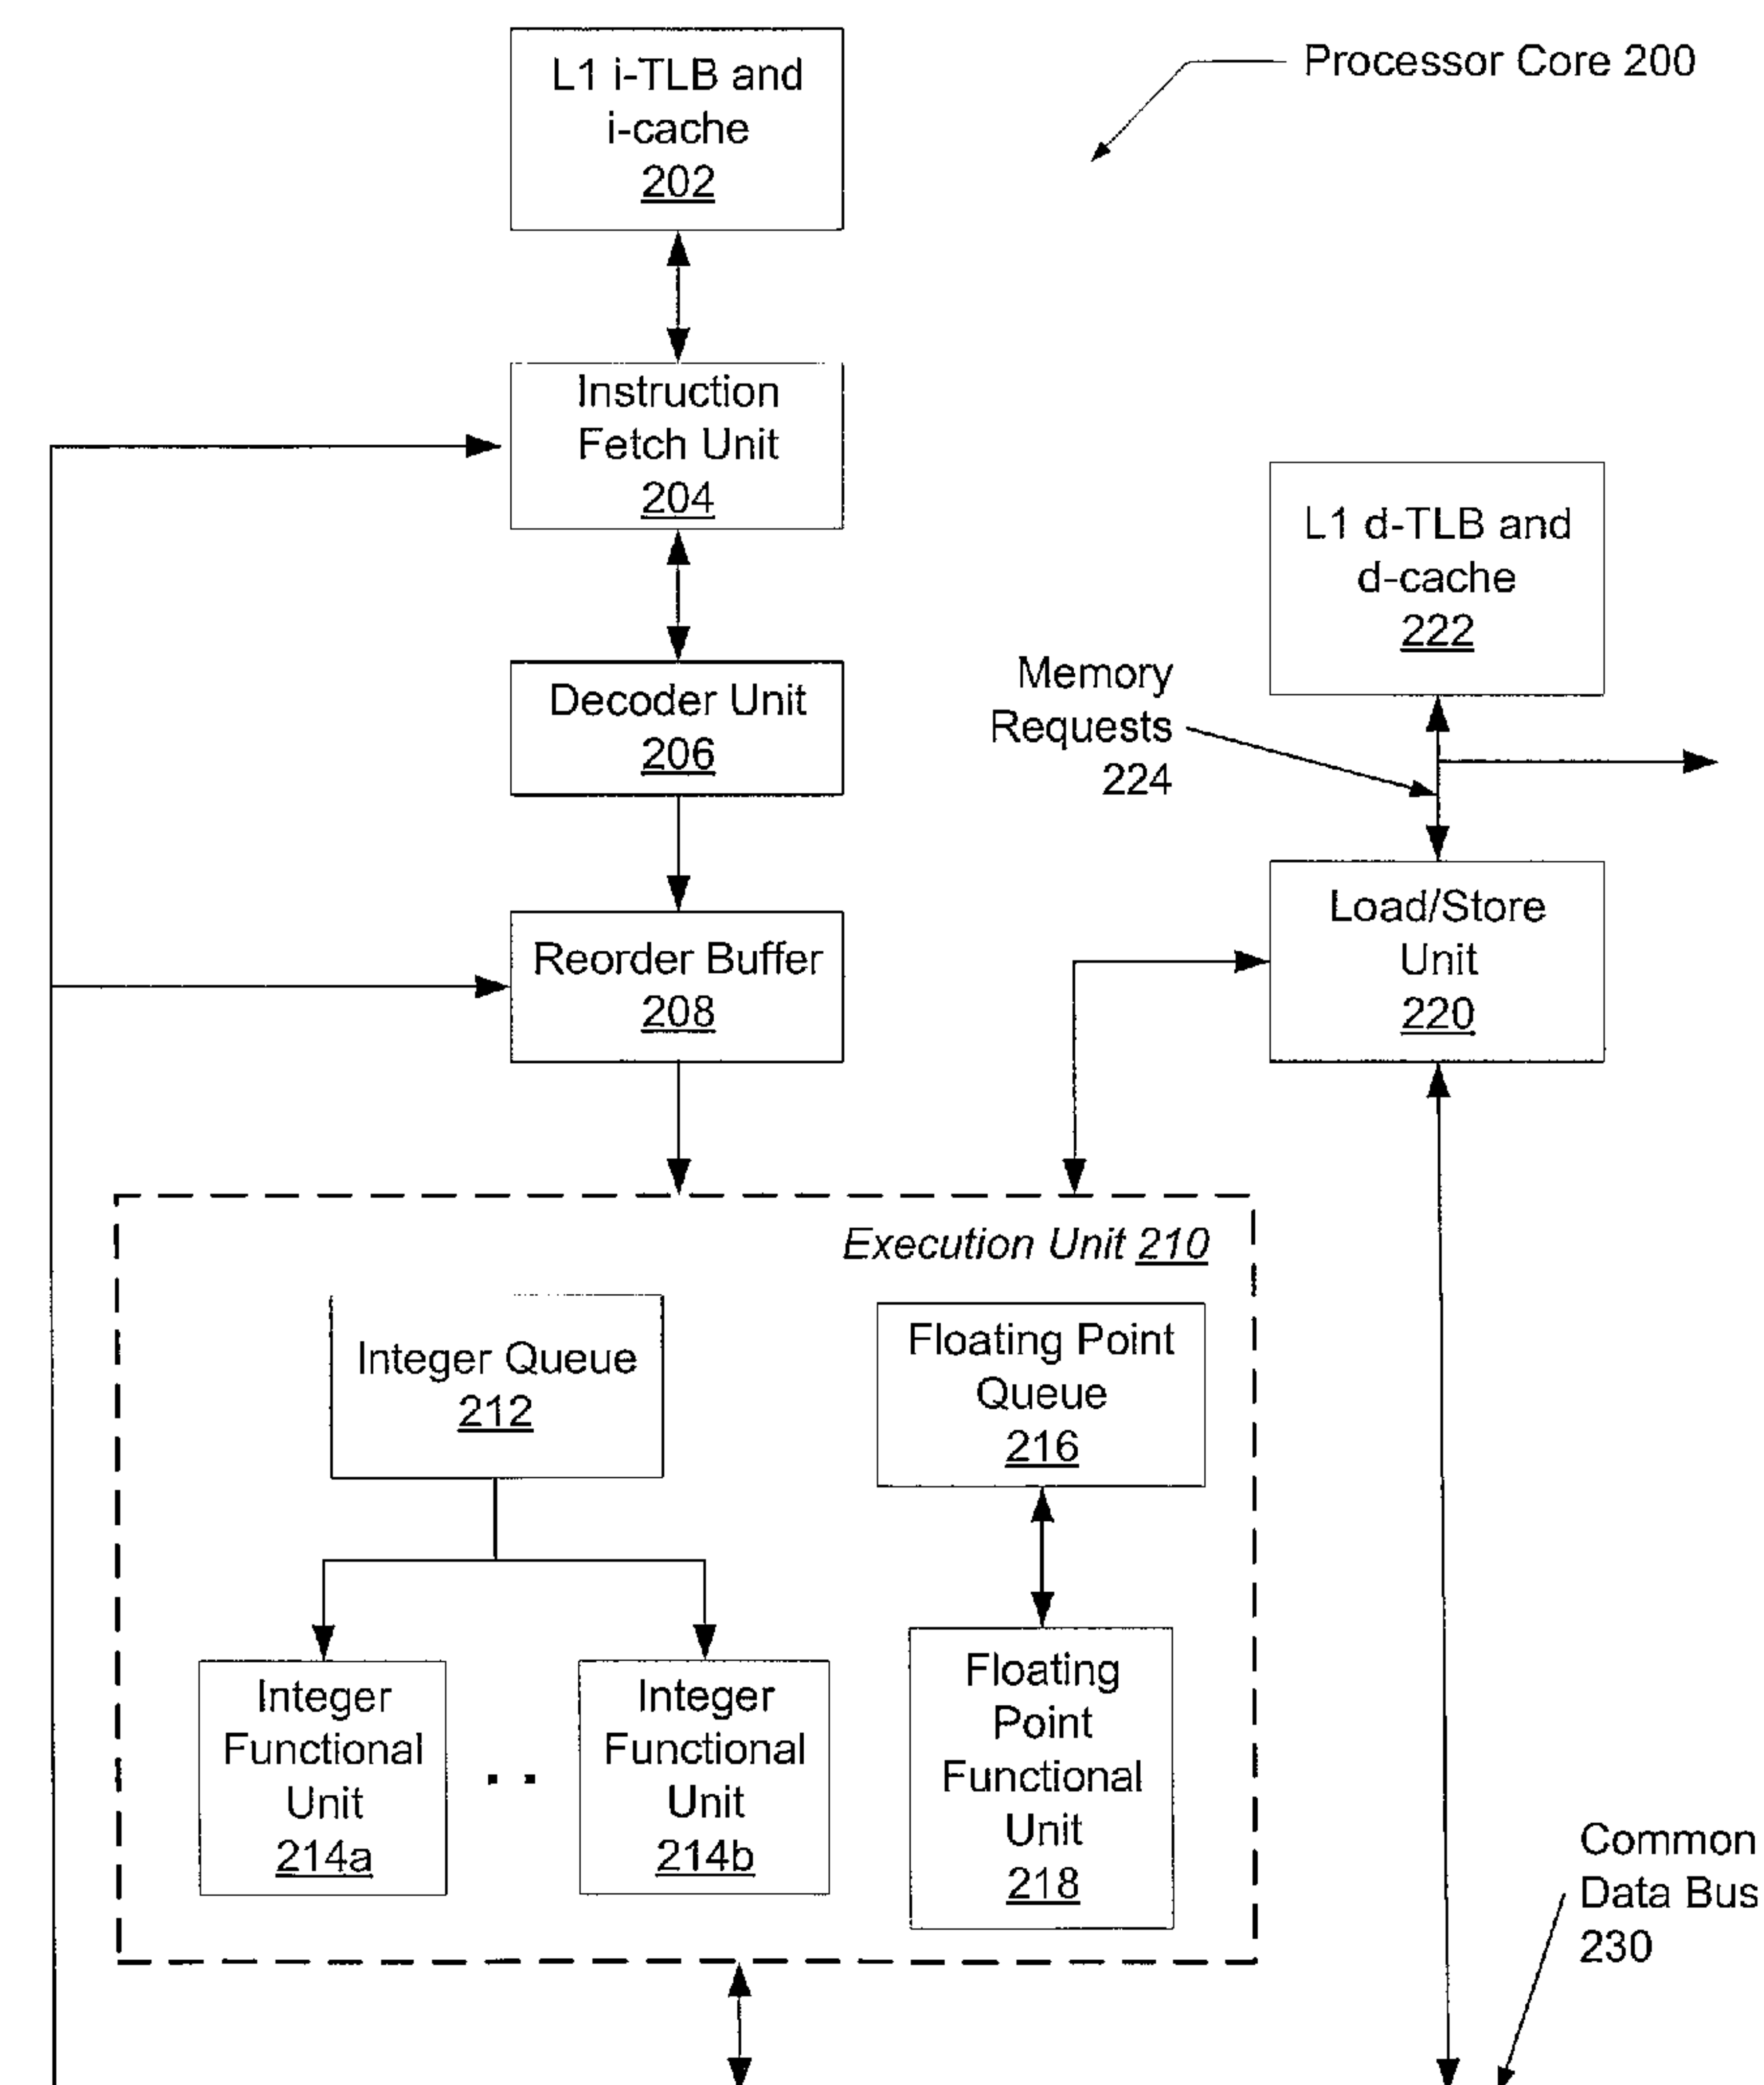 L1 i-TLB and
i-cache
202
Processor Core 200
Instruction
Fetch Unit
204
L1 d-TLB and
d-cache
222
Decoder Unit
206
Memory
Requests
224
Reorder Buffer
208
Load/Store
Unit
220
Execution Unit 210
Integer Queue
212
Floating Point
Queue
216
Integer
Functional
Unit
214a
. .
Integer
Functional
Unit
214b
Floating
Point
Functional
Unit
218
Common
Data Bus
230